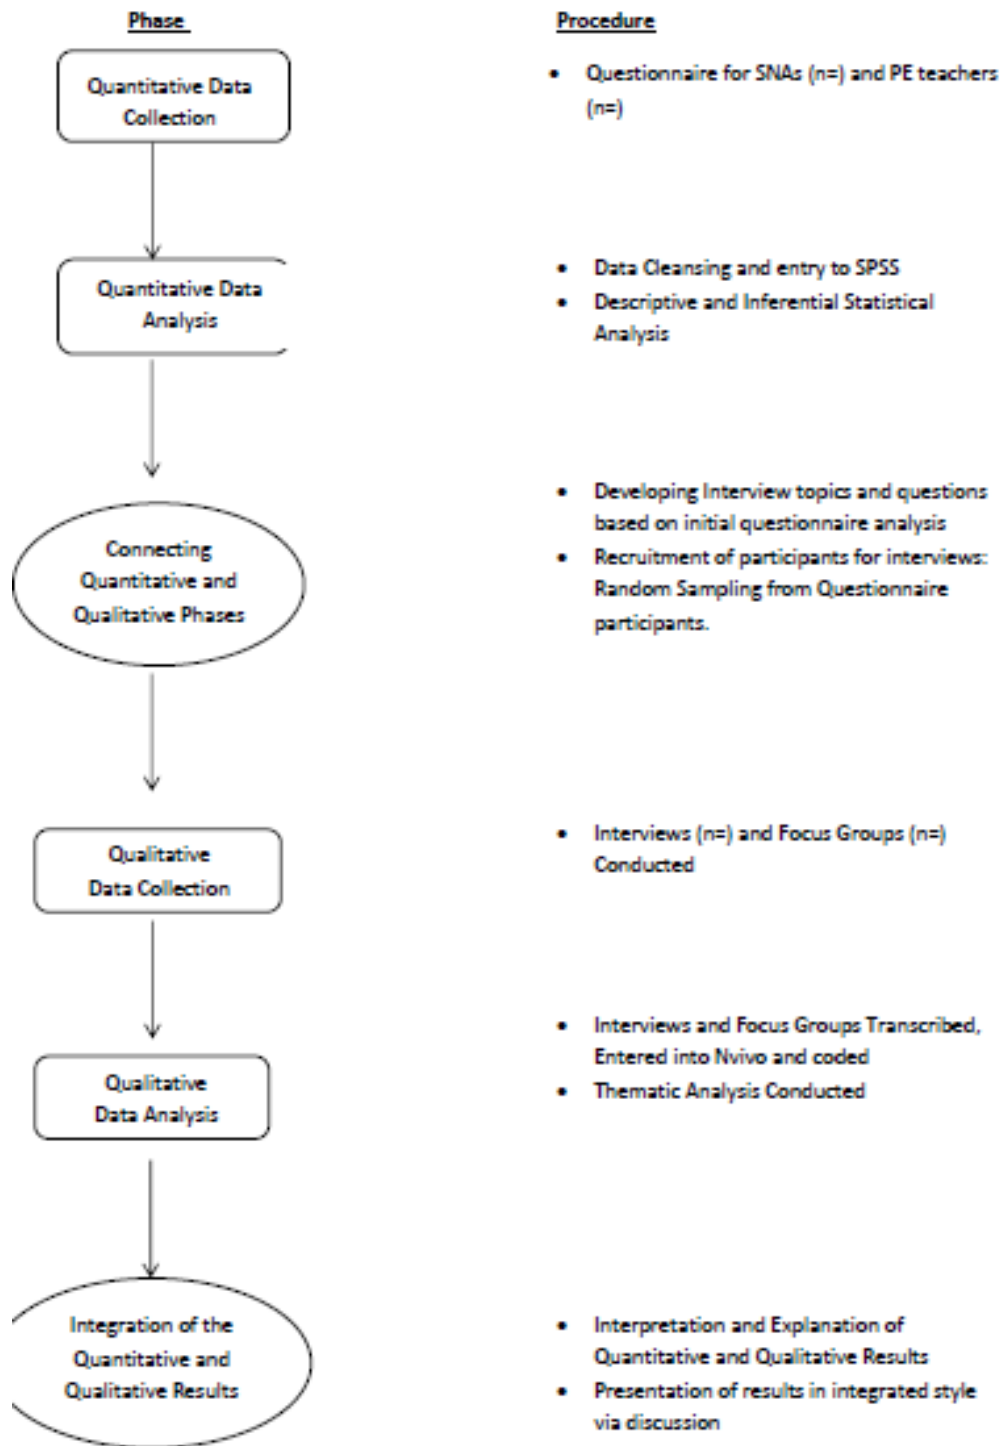 Phase
Procedure
Quantitative Data
Collection
• Questionnaire for SNAs (n=) and PE teachers
(n=)
Quantitative Data
Analysis
• Data Cleansing and entry to SPSS
• Descriptive and Inferential Statistical
Analysis
Connecting
Quantitative and
Qualitative Phases
• Developing Interview topics and questions
based on initial questionnaire analysis
• Recruitment of participants for interviews:
Random Sampling from Questionnaire
participants.
Qualitative
Data Collection
• Interviews (n=) and Focus Groups (n=)
Conducted
Qualitative
Data Analysis
• Interviews and Focus Groups Transcribed,
Entered into Nvivo and coded
• Thematic Analysis Conducted
Integration of the
Quantitative and
Qualitative Results
• Interpretation and Explanation of
Quantitative and Qualitative Results
• Presentation of results in integrated style
via discussion